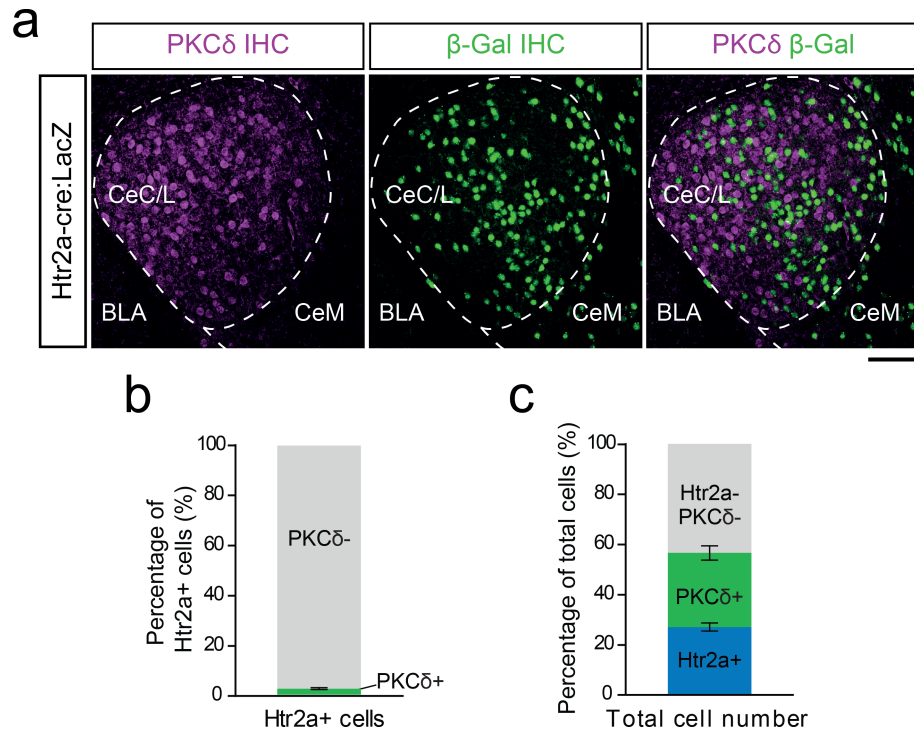 a
PKCδ IHC
β-Gal IHC
PKCδ β-Gal
Htr2a-cre:LacZ
CeC/L
BLA
CeM
CeC/L
BLA
CeM
CeC/L
BLA
CeM
b
Percentage of
Htr2a+ cells (%)
100
80
60
40
20
0
PKCδ-
PKCδ+
Htr2a+ cells
c
Percentage of total cells (%)
100
80
60
40
20
0
Htr2a-
PKCδ-
PKCδ+
Htr2a+
Total cell number